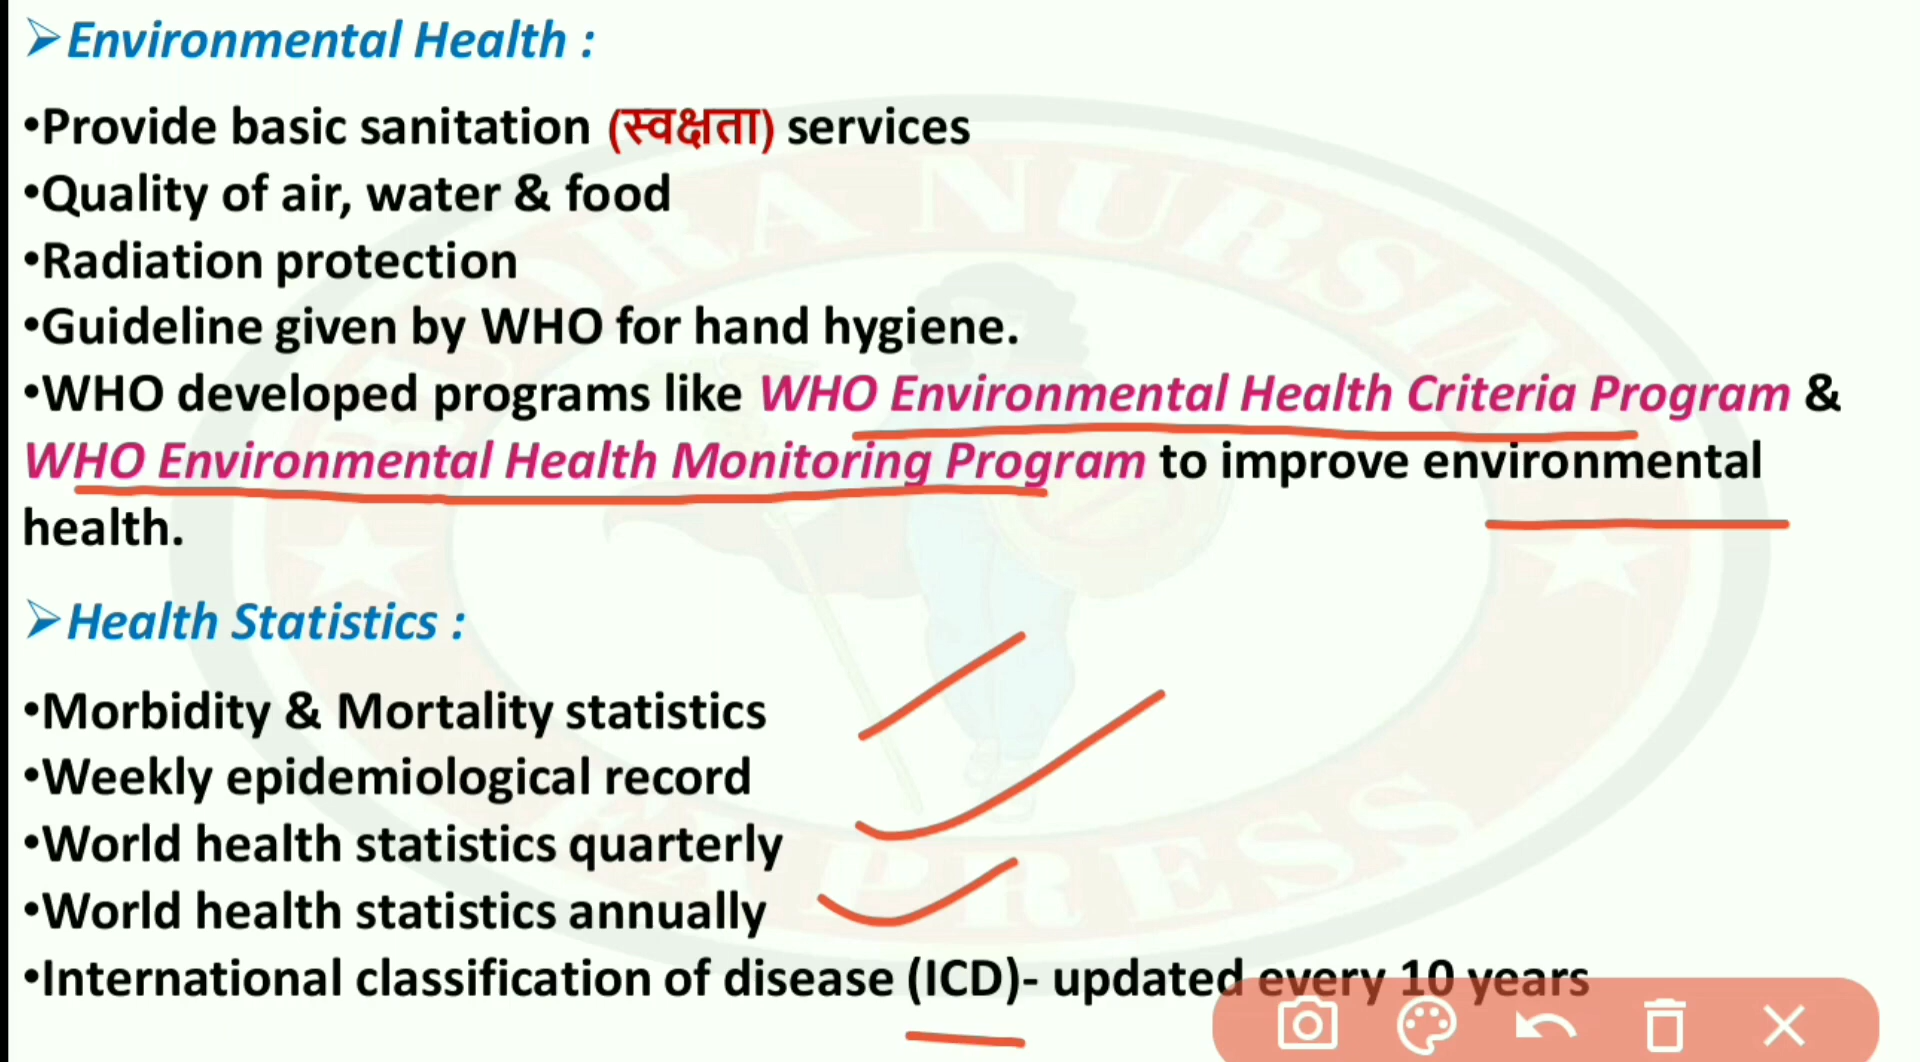 ➢Environmental Health :
•Provide basic sanitation (स्वक्षता) services
•Quality of air, water & food
•Radiation protection
•Guideline given by WHO for hand hygiene.
•WHO developed programs like WHO Environmental Health Criteria Program &
WHO Environmental Health Monitoring Program to improve environmental
health.
➢Health Statistics :
•Morbidity & Mortality statistics
•Weekly epidemiological record
•World health statistics quarterly
•World health statistics annually
•International classification of disease (ICD)- updated every 10 years
NURSING
PRESS